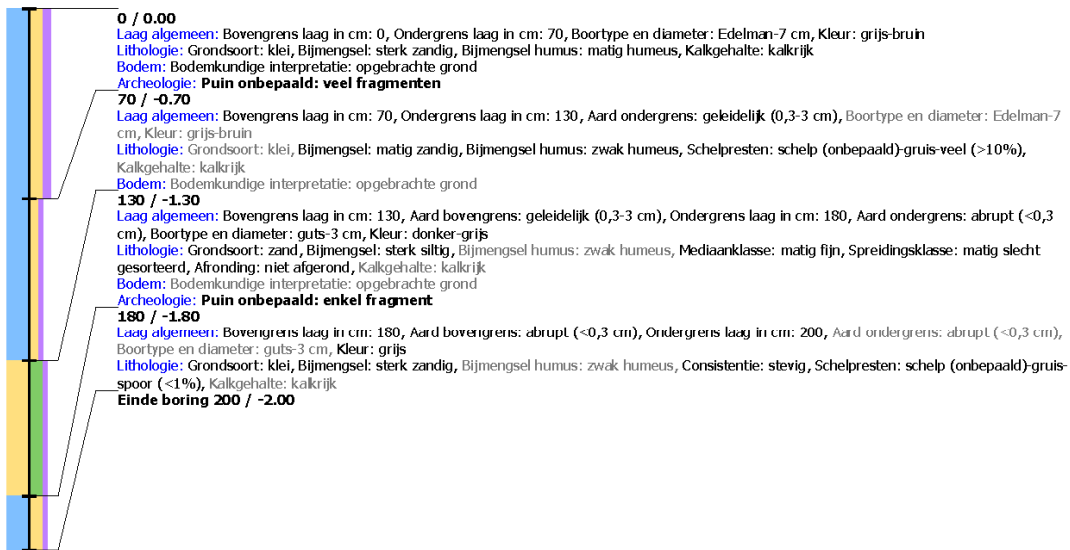 0 / 0.00
Laag algemeen: Bovengrens laag in cm: 0, Ondergrens laag in cm: 70, Boortype en diameter: Edelman-7 cm, Kleur: grijs-bruin
Lithologie: Grondsoort: klei, Bijmengsel: sterk zandig, Bijmengsel humus: matig humeus, Kalkgehalte: kalkrijk
Bodem: Bodemkundige interpretatie: opgebrachte grond
Archeologie: Puin onbepaald: veel fragmenten
70 / -0.70
Laag algemeen: Bovengrens laag in cm: 70, Ondergrens laag in cm: 130, Aard ondergrens: geleidelijk (0,3-3 cm), Boortype en diameter: Edelman-7
cm, Kleur: grijs-bruin
Lithologie: Grondsoort: klei, Bijmengsel: matig zandig, Bijmengsel humus: zwak humeus, Schelpresten: schelp (onbepaald)-gruis-veel (>10%),
Kalkgehalte: kalkrijk
Bodem: Bodemkundige interpretatie: opgebrachte grond
130 / -1.30
Laag algemeen: Bovengrens laag in cm: 130, Aard bovengrens: geleidelijk (0,3-3 cm), Ondergrens laag in cm: 180, Aard ondergrens: abrupt (<0,3
cm), Boortype en diameter: guts-3 cm, Kleur: donker-grijs
Lithologie: Grondsoort: zand, Bijmengsel: sterk siltig, Bijmengsel humus: zwak humeus, Mediaanklasse: matig fijn, Spreidingsklasse: matig slecht
gesorteerd, Afronding: niet afgerond, Kalkgehalte: kalkrijk
Bodem: Bodemkundige interpretatie: opgebrachte grond
Archeologie: Puin onbepaald: enkel fragment
180 / -1.80
Laag algemeen: Bovengrens laag in cm: 180, Aard bovengrens: abrupt (<0,3 cm), Ondergrens laag in cm: 200, Aard ondergrens: abrupt (<0,3 cm),
Boortype en diameter: guts-3 cm, Kleur: grijs
Lithologie: Grondsoort: klei, Bijmengsel: sterk zandig, Bijmengsel humus: zwak humeus, Consistentie: stevig, Schelpresten: schelp (onbepaald)-gruis-
spoor (<1%), Kalkgehalte: kalkrijk
Einde boring 200 / -2.00